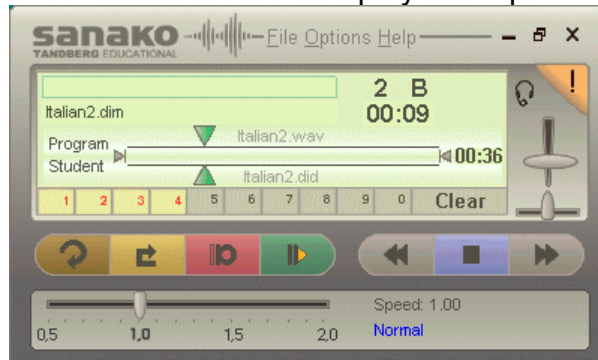 sanako File Options Help
TANDBERG EDUCATIONAL
2 B
Italian2.dim 00:09
Program Italian2.wav
00:36
Student Italian2.did
1 2 3 4 5 6 7 8 9 0 Clear
Speed: 1.00
0,5 1,0 1,5 2,0 Normal